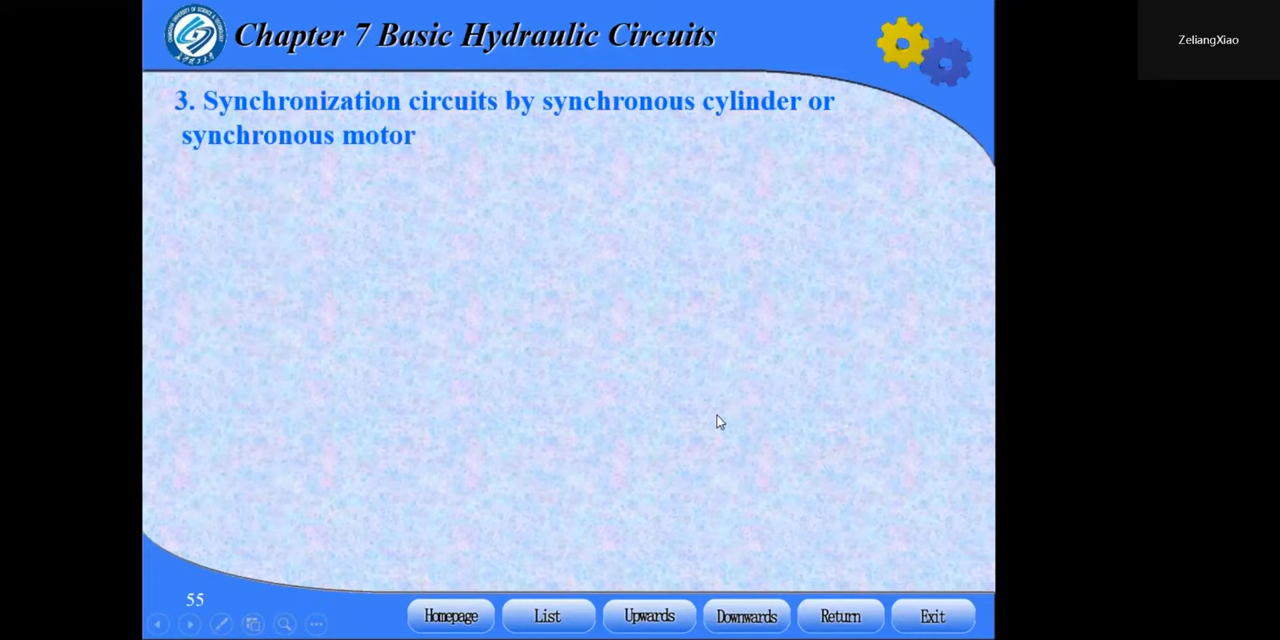 Chapter 7 Basic Hydraulic Circuits
ZeliangXiao
3. Synchronization circuits by synchronous cylinder or
synchronous motor
55
Homepage
List
Upwards
Downwards
Return
Exit